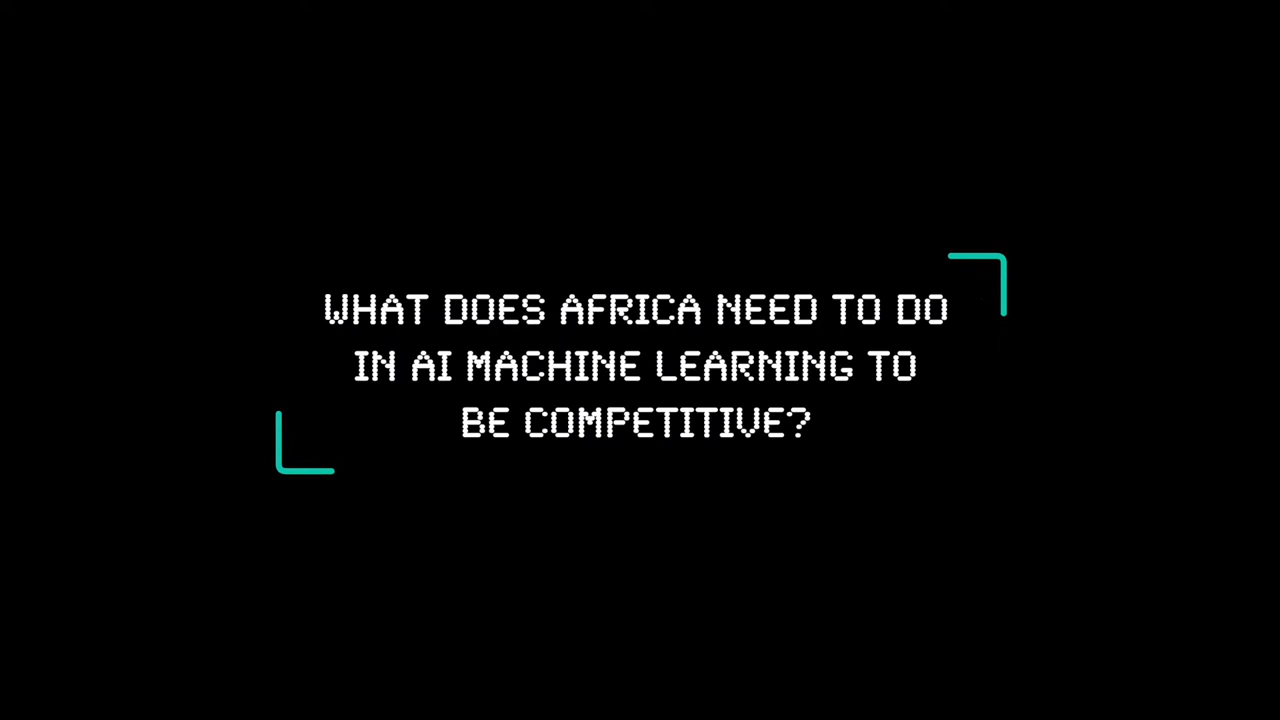 WHAT DOES AFRICA NEED TO DO
IN AI MACHINE LEARNING TO
BE COMPETITIVE?